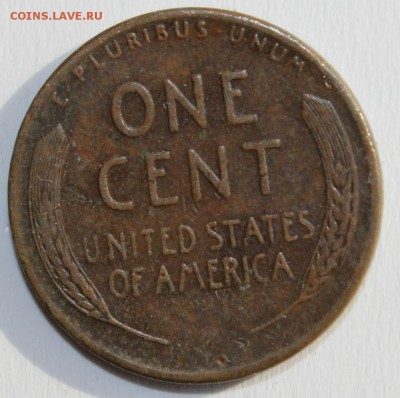 COINS.LAVE.RU
E · PLURIBUS · UNUM
ONE
CENT
UNITED STATES
OF AMERICA